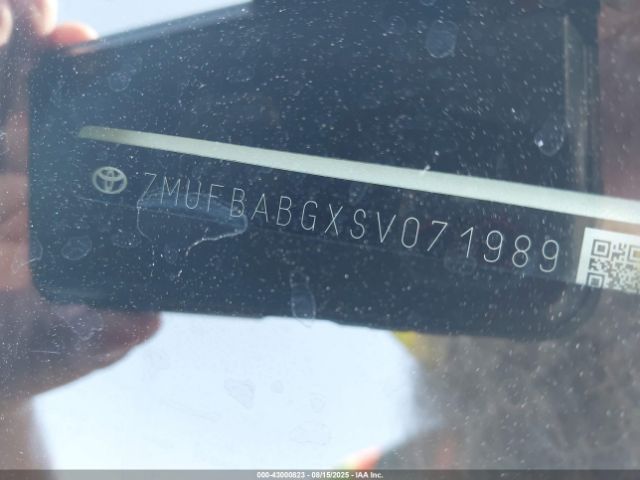 7MUFBABGXSV071989
000-43000823 - 08/15/2025 - IAA Inc.